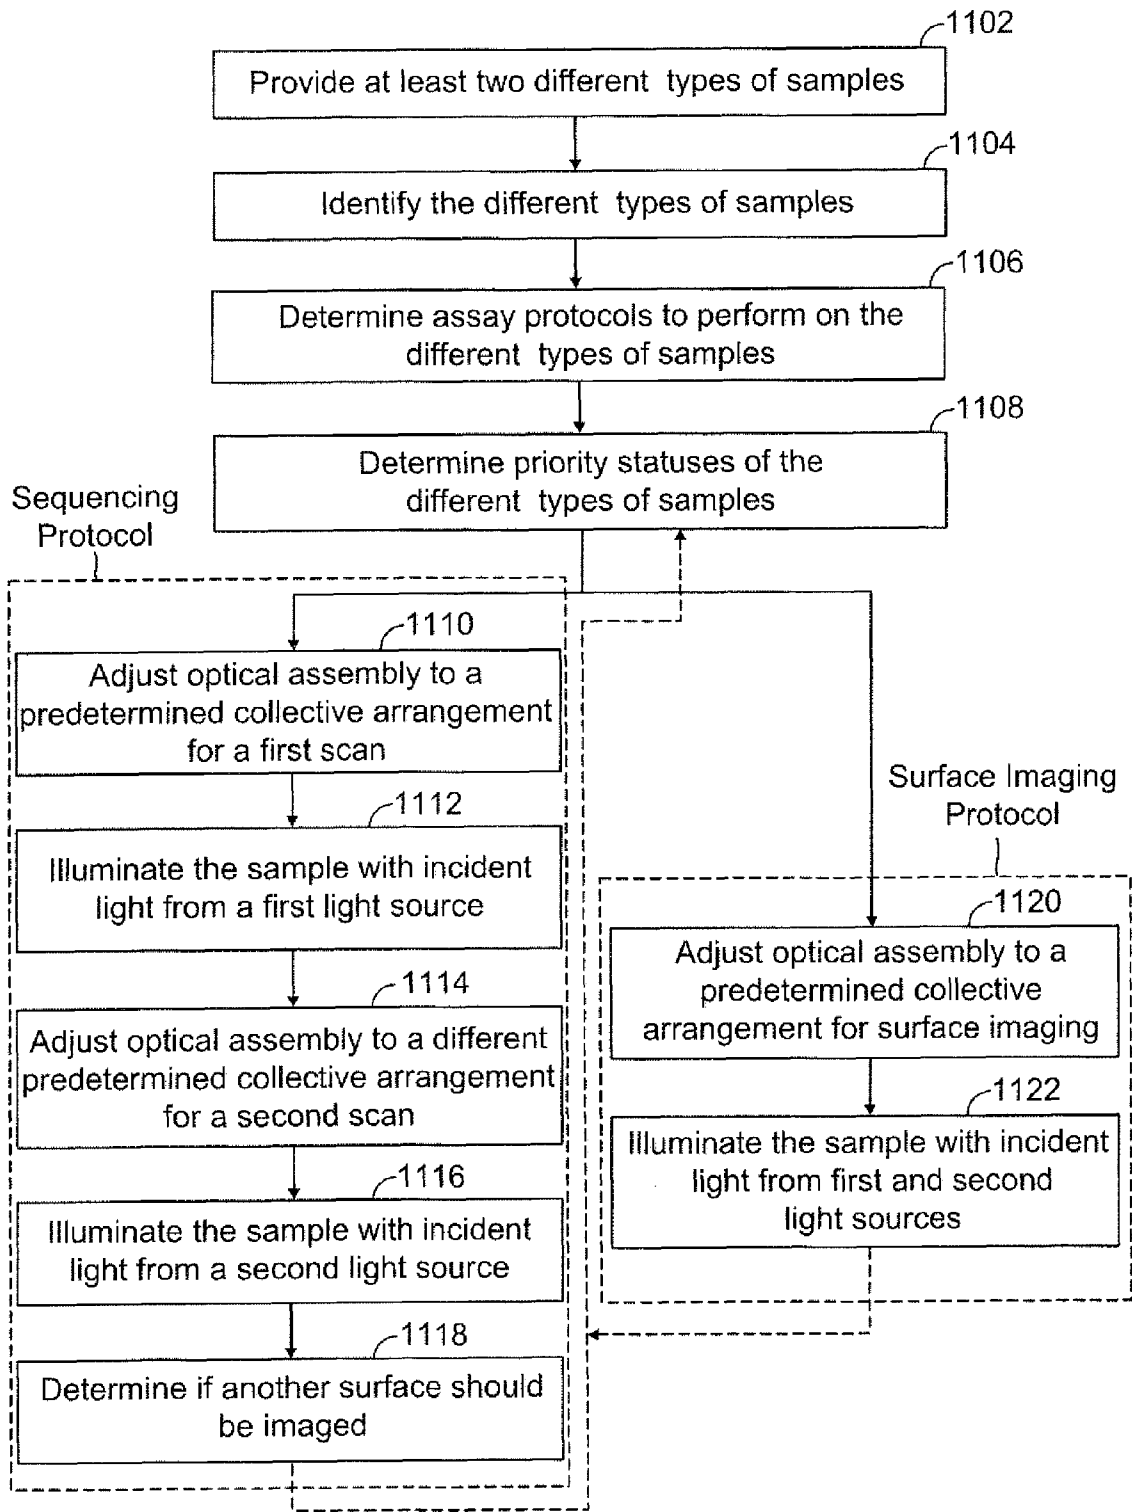 1102
Provide at least two different types of samples
1104
Identify the different types of samples
1106
Determine assay protocols to perform on the
different types of samples
1108
Determine priority statuses of the
different types of samples
Sequencing
Protocol
1110
Adjust optical assembly to a
predetermined collective arrangement
for a first scan
1112
Illuminate the sample with incident
light from a first light source
1114
Adjust optical assembly to a different
predetermined collective arrangement
for a second scan
1116
Illuminate the sample with incident
light from a second light source
1118
Determine if another surface should
be imaged
Surface Imaging
Protocol
1120
Adjust optical assembly to a
predetermined collective
arrangement for surface imaging
1122
Illuminate the sample with incident
light from first and second
light sources